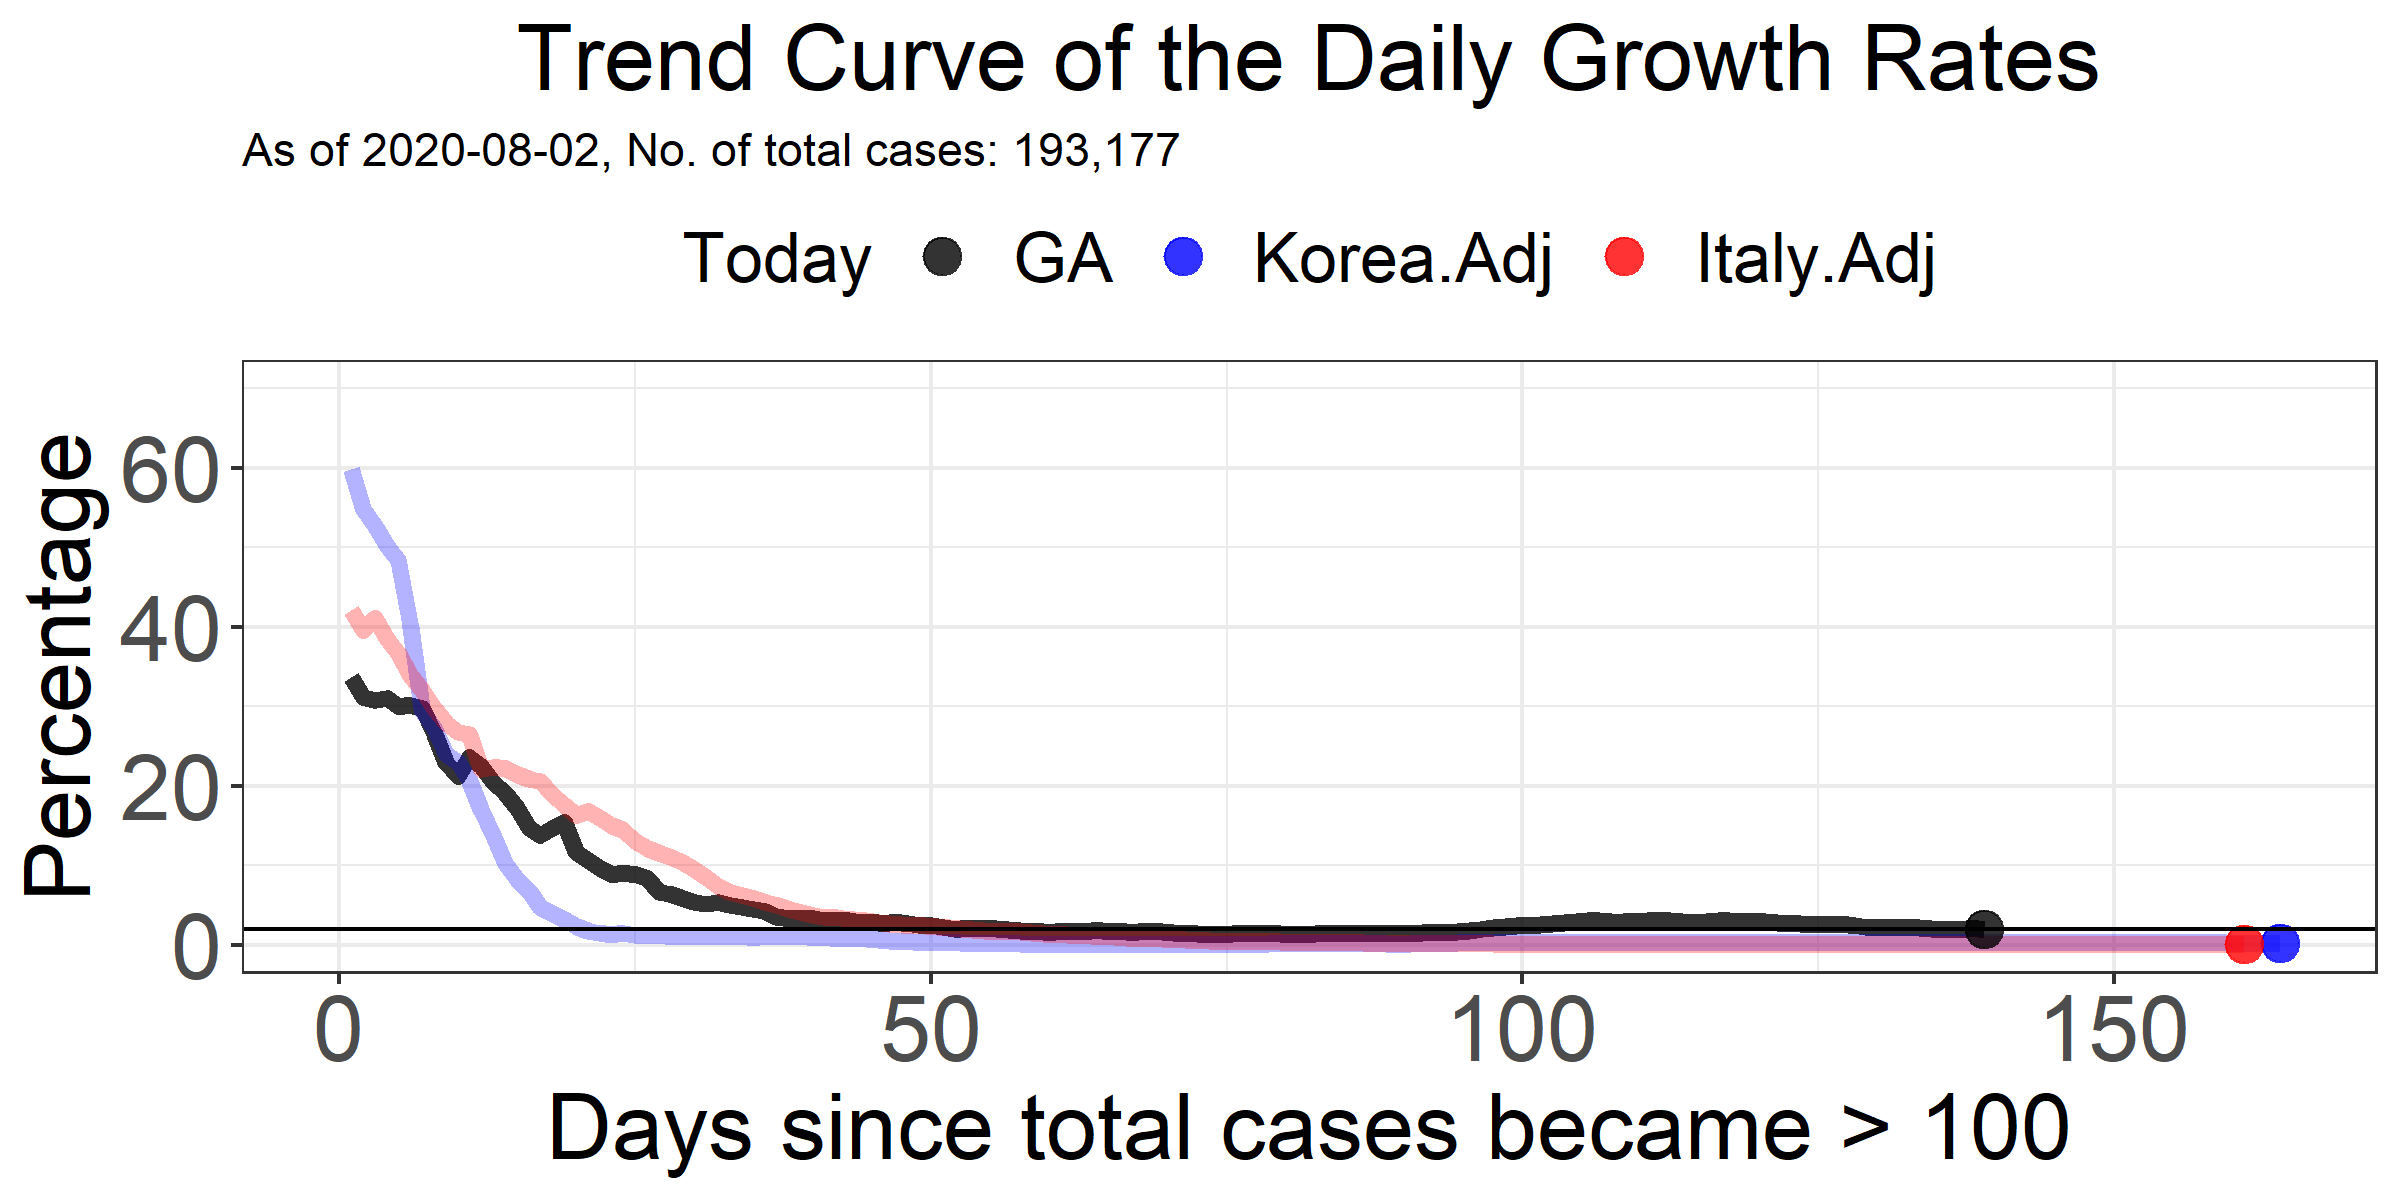 Trend Curve of the Daily Growth Rates
As of 2020-08-02, No. of total cases: 193,177
Today GA Korea.Adj Italy.Adj
Percentage
60
40
20
0
0 50 100 150
Days since total cases became > 100